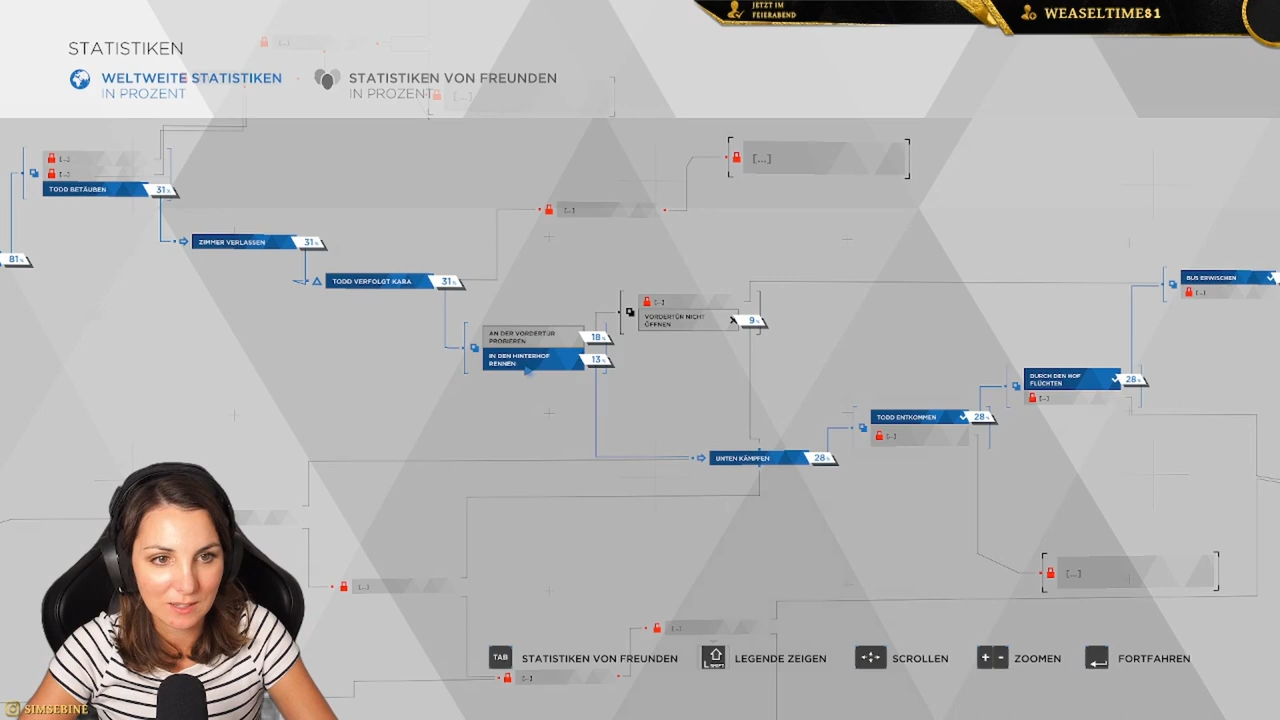 JETZT IM
FEIERABEND
WEASELTIME81
STATISTIKEN
WELTWEITE STATISTIKEN
IN PROZENT
STATISTIKEN VON FREUNDEN
IN PROZENT
[...]
[...]
[...]
[...]
TODD BETÄUBEN 31%
81%
ZIMMER VERLASSEN 31%
TODD VERFOLGT KARA 31%
[...]
[...]
AN DER VORDERTÜR
PROBIEREN 18%
IN DEN HINTERHOF
RENNEN 13%
[...]
VORDERTÜR NICHT
ÖFFNEN 9%
UNTEN KÄMPFEN 28%
TODD ENTKOMMEN 28%
[...]
DURCH DEN HOF
FLÜCHTEN 28%
[...]
BUS ERWISCHEN
[...]
[...]
[...]
[...]
[...]
TAB STATISTIKEN VON FREUNDEN
L SHIFT LEGENDE ZEIGEN
SCROLLEN
+ - ZOOMEN
FORTFAHREN
SIMSEBINE